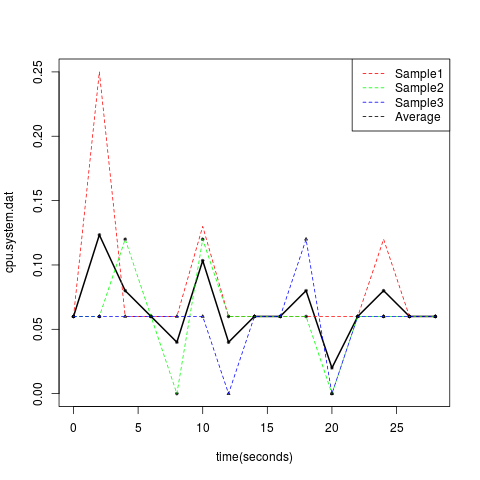 Sample1
Sample2
Sample3
Average
cpu.system.dat
0.25
0.20
0.15
0.10
0.05
0.00
0 5 10 15 20 25
time(seconds)